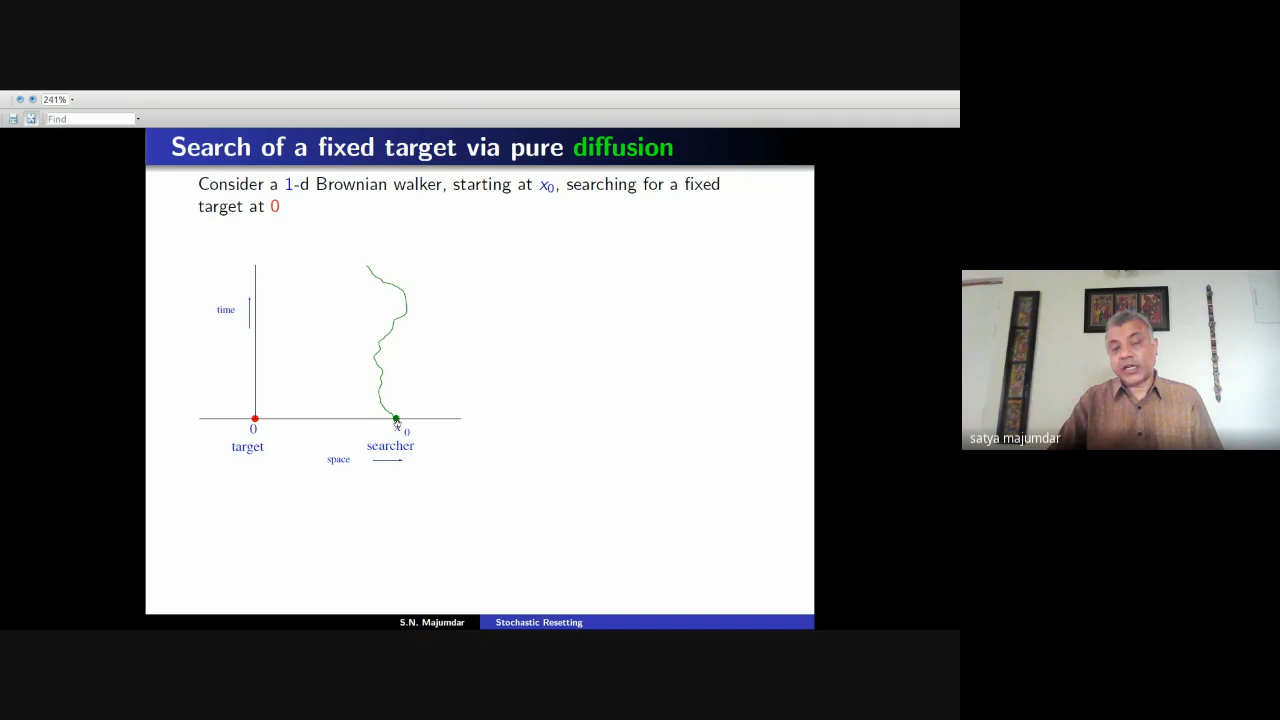 241%
Find
Search of a fixed target via pure diffusion
Consider a 1-d Brownian walker, starting at x0, searching for a fixed
target at 0
time
0
x0
target
searcher
space
satya majumdar
S.N. Majumdar
Stochastic Resetting